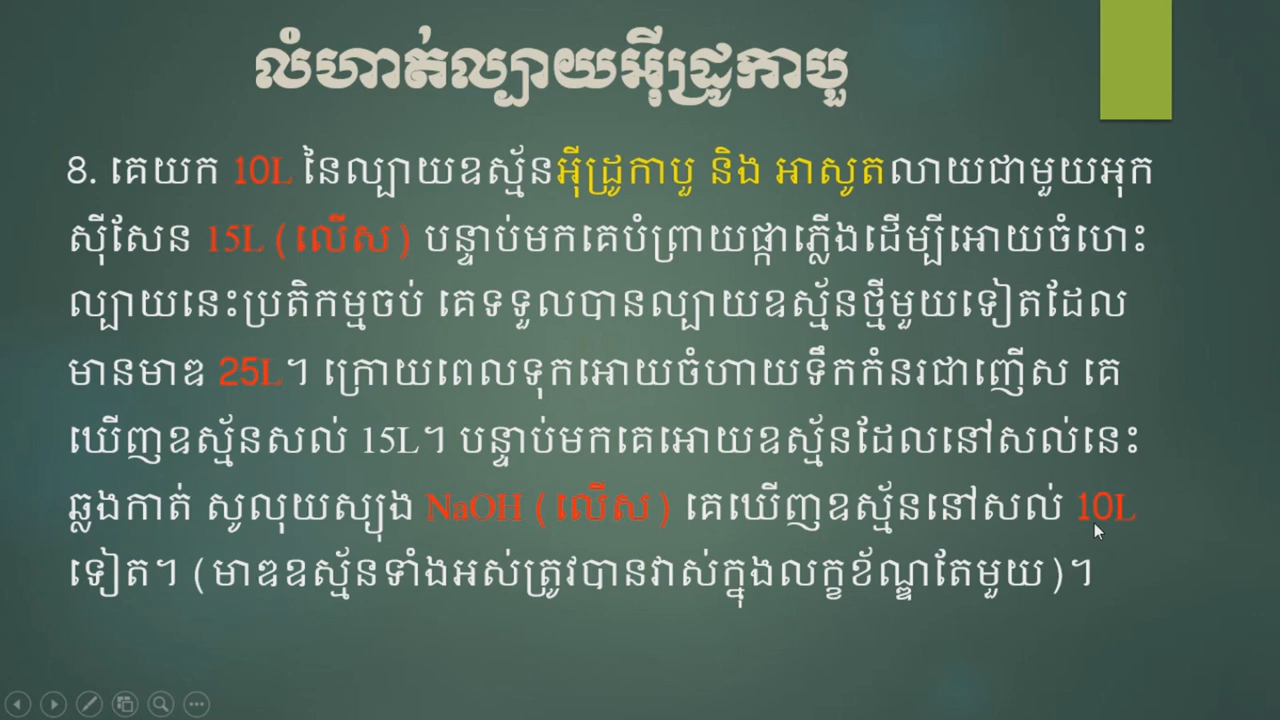 លំហាត់ល្បាយអ៊ីដ្រូកាបួ
8. គេយក 10L នៃល្បាយឧស្ម័នអ៊ីដ្រូកាបួ និង អាសូតលាយជាមួយអុក
ស៊ីសែន 15L (លើស) បន្ទាប់មកគេបំព្រាយផ្កាភ្លើងដើម្បីអោយចំហេះ
ល្បាយនេះប្រតិកម្មចប់ គេទទួលបានល្បាយឧស្ម័នថ្មីមួយទៀតដែល
មានមាឌ 25L។ ក្រោយពេលទុកអោយចំហាយទឹកកំនរជាញើស គេ
ឃើញឧស្ម័នសល់ 15L។ បន្ទាប់មកគេអោយឧស្ម័នដែលនៅសល់នេះ
ឆ្លងកាត់ សូលុយស្យុង NaOH (លើស) គេឃើញឧស្ម័ននៅសល់ 10L
ទៀត។ (មាឌឧស្ម័នទាំងអស់ត្រូវបានវាស់ក្នុងលក្ខខ័ណ្ឌតែមួយ)។